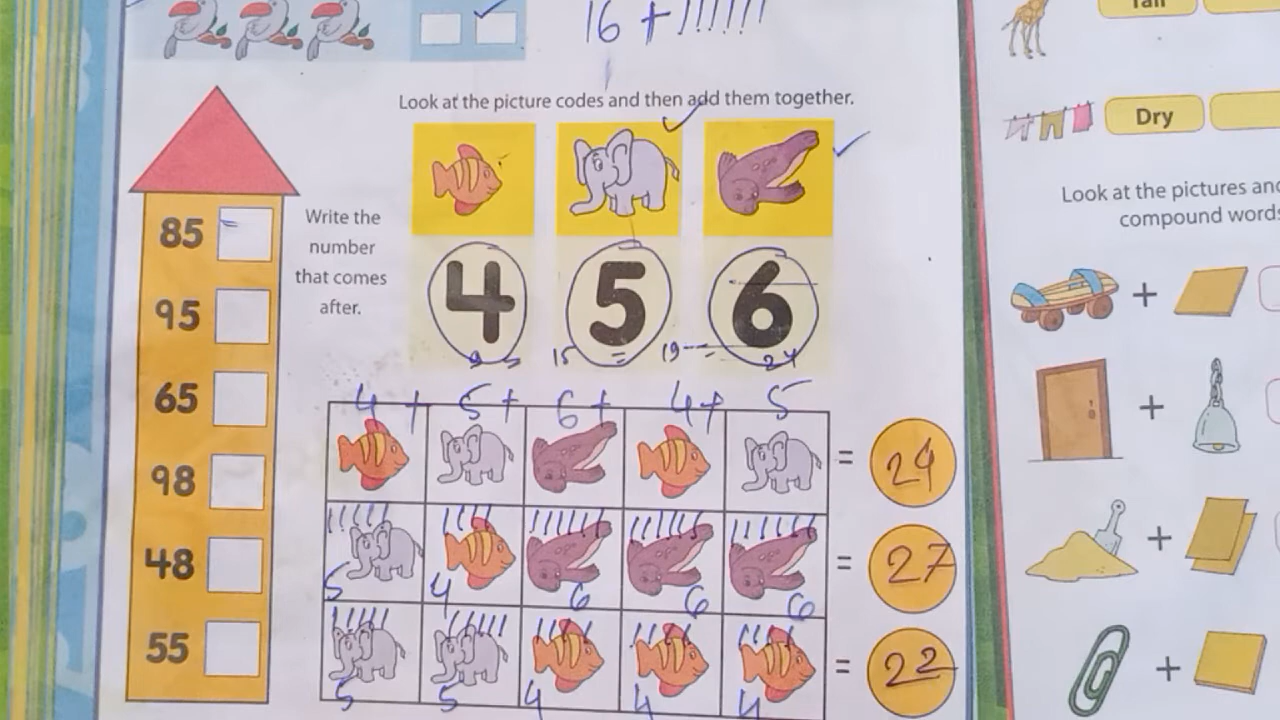 16 + ///////
Look at the picture codes and then add them together.
4 5 6
15 = 19 -- = 24
4 + 5 + 6 + 4 + 5
= 24
5 4 6 6 6
= 27
5 5 4 4 4
= 22
Write the
number
that comes
after.
85
95
65
98
48
55
Tall
Dry
Look at the pictures and
compound words
+
+
+
+